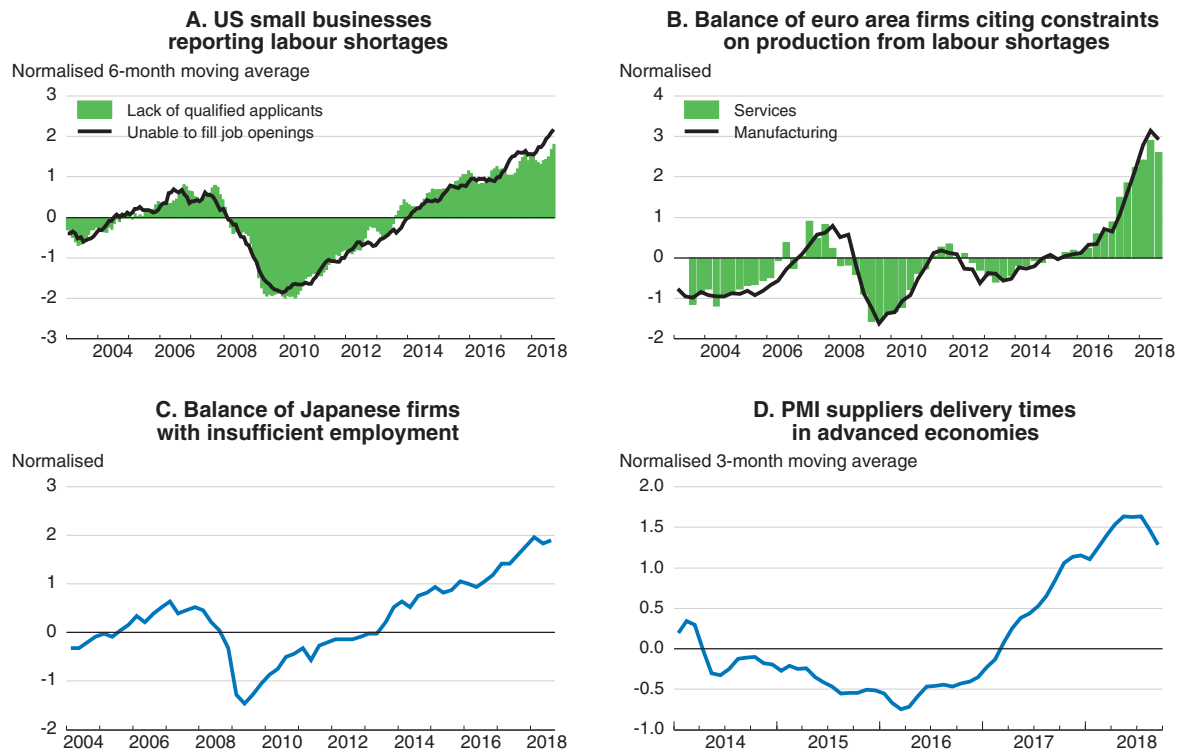 A. US small businesses
reporting labour shortages
Normalised 6-month moving average
3
2
1
0
-1
-2
-3
Lack of qualified applicants
Unable to fill job openings
2004 2006 2008 2010 2012 2014 2016 2018
B. Balance of euro area firms citing constraints
on production from labour shortages
Normalised
4
3
2
1
0
-1
-2
Services
Manufacturing
2004 2006 2008 2010 2012 2014 2016 2018
C. Balance of Japanese firms
with insufficient employment
Normalised
3
2
1
0
-1
-2
2004 2006 2008 2010 2012 2014 2016 2018
D. PMI suppliers delivery times
in advanced economies
Normalised 3-month moving average
2.0
1.5
1.0
0.5
0.0
-0.5
-1.0
2014 2015 2016 2017 2018